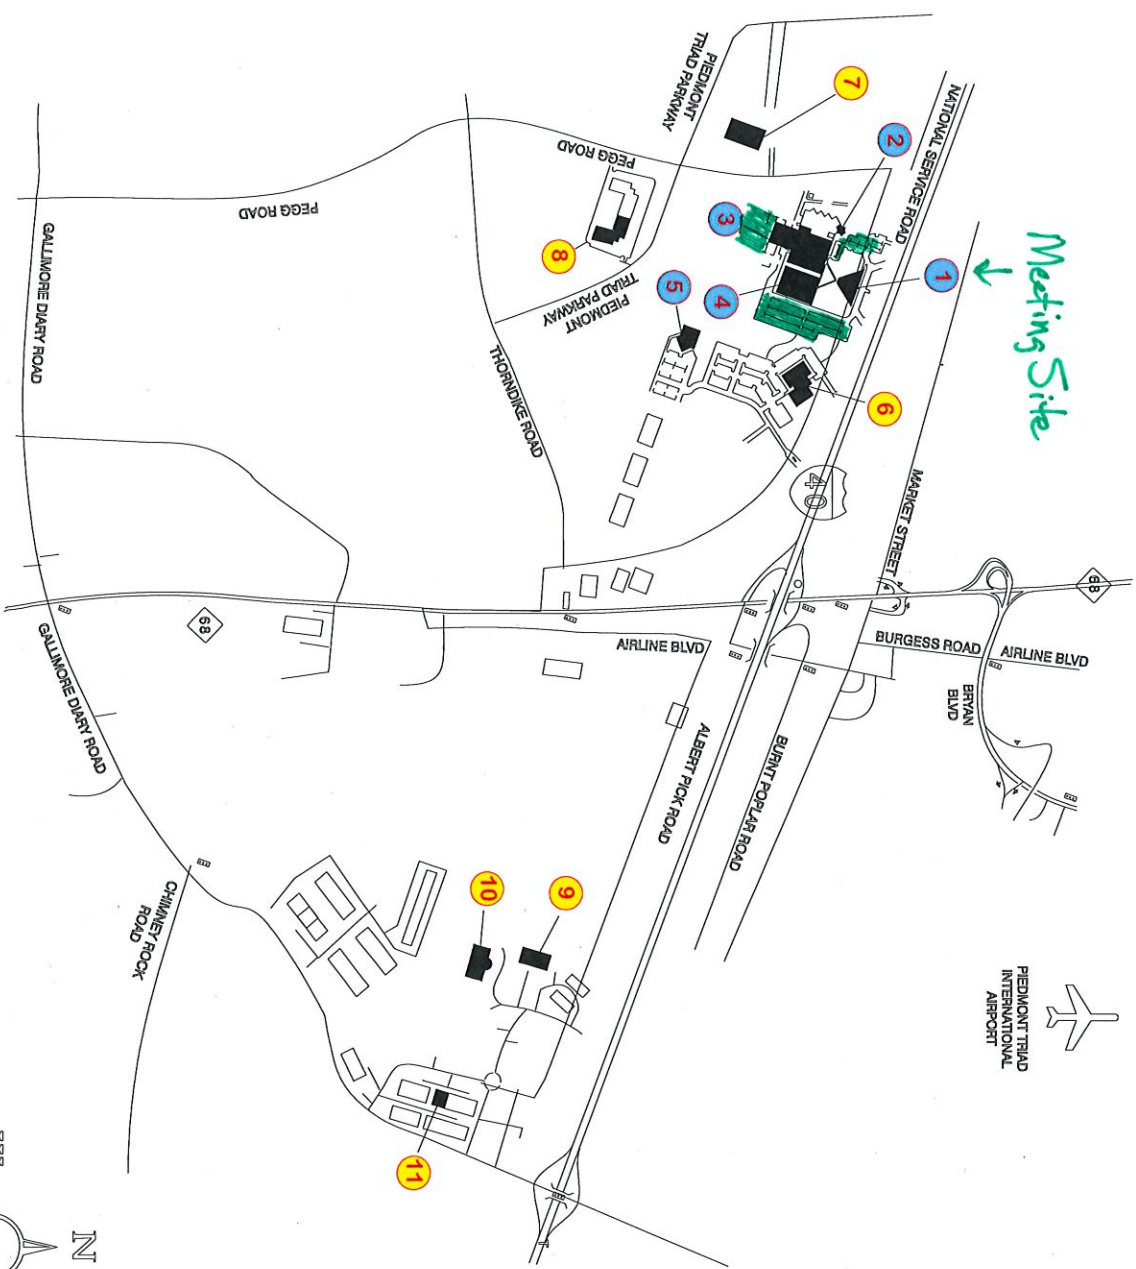 Meeting Site
NATIONAL SERVICE ROAD
PIEDMONT
TRIAD PARKWAY
7
2
PEGG ROAD
3
1
PEGG ROAD
8
4
5
PIEDMONT
TRIAD PARKWAY
GALLIMORE DIARY ROAD
THORNDIKE ROAD
6
40
MARKET STREET
68
68
AIRLINE BLVD
BURGESS ROAD
AIRLINE BLVD
BRYAN
BLVD
GALLIMORE DIARY ROAD
ALBERT PICK ROAD
BURNT POPLAR ROAD
CHIMNEY ROCK
ROAD
10
9
PIEDMONT TRIAD
INTERNATIONAL
AIRPORT
11
N